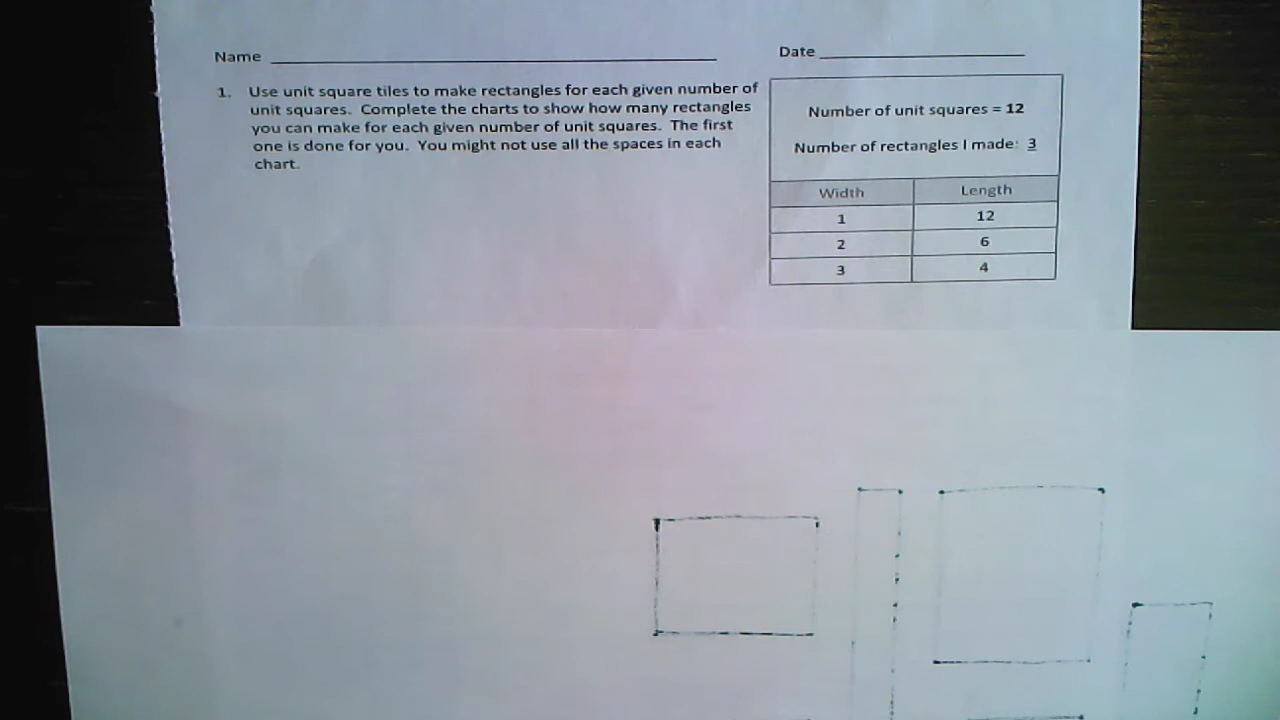 Name
Date
1. Use unit square tiles to make rectangles for each given number of
unit squares. Complete the charts to show how many rectangles
you can make for each given number of unit squares. The first
one is done for you. You might not use all the spaces in each
chart.
Number of unit squares = 12
Number of rectangles I made: 3
Width Length
1 12
2 6
3 4